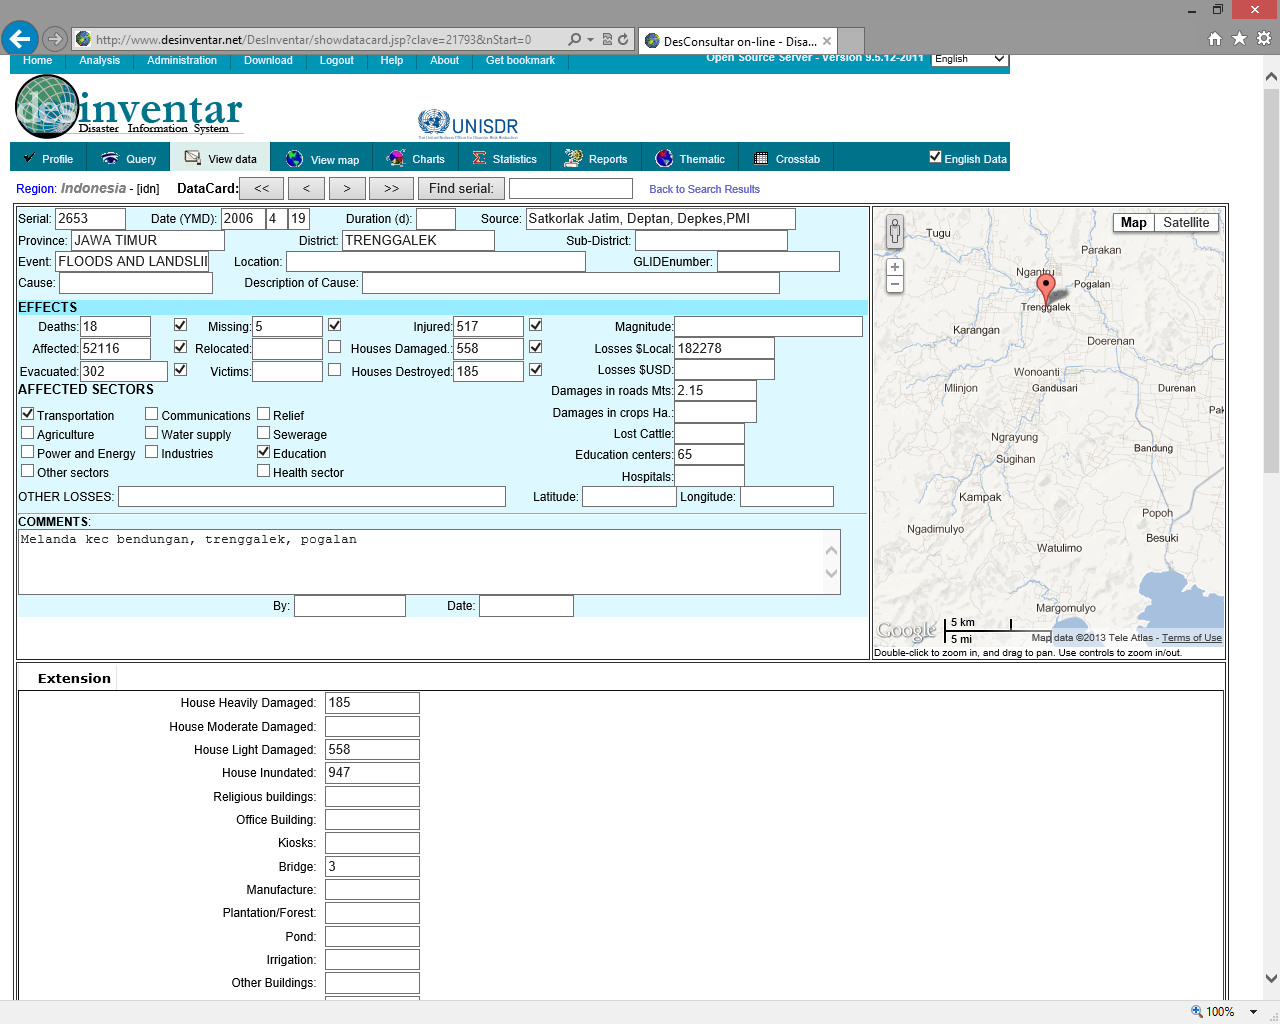 http://www.desinventar.net/DesInventar/showdatacard.jsp?clave=21793&nStart=0
DesConsultar on-line - Disa...
Home Analysis Administration Download Logout Help About Get bookmark Open Source Server - Version 9.5.12-2011 English
desinventar
Disaster Information System
UNISDR
Profile Query View data View map Charts Statistics Reports Thematic Crosstab English Data
Region: Indonesia - [idn] DataCard: << < > >> Find serial: Back to Search Results
Serial: 2653 Date (YMD): 2006 4 19 Duration (d): Source: Satkorlak Jatim, Deptan, Depkes,PMI
Province: JAWA TIMUR District: TRENGGALEK Sub-District:
Event: FLOODS AND LANDSLI Location: GLIDEnumber:
Cause: Description of Cause:
EFFECTS
Deaths: 18 Missing: 5 Injured: 517 Magnitude:
Affected: 52116 Relocated: Houses Damaged.: 558 Losses $Local: 182278
Evacuated: 302 Victims: Houses Destroyed: 185 Losses $USD:
AFFECTED SECTORS Damages in roads Mts: 2.15
Transportation Communications Relief Damages in crops Ha.:
Agriculture Water supply Sewerage Lost Cattle:
Power and Energy Industries Education Education centers: 65
Other sectors Health sector Hospitals:
OTHER LOSSES: Latitude: Longitude:
COMMENTS:
Melanda kec bendungan, trenggalek, pogalan
By: Date:
Map Satellite
Tugu
Parakan
Ngantru
Pogalan
Trenggalek
Karangan
Doerenan
Wonoanti
Mlinjon Gandusari Durenan
Pak
Ngrayung
Bandung
Sugihan
Kampak
Popoh
Ngadimulyo
Besuki
Watulimo
Margomulyo
Google
5 km
5 mi
Map data ©2013 Tele Atlas - Terms of Use
Double-click to zoom in, and drag to pan. Use controls to zoom in/out.
Extension
House Heavily Damaged: 185
House Moderate Damaged:
House Light Damaged: 558
House Inundated: 947
Religious buildings:
Office Building:
Kiosks:
Bridge: 3
Manufacture:
Plantation/Forest:
Pond:
Irrigation:
Other Buildings:
100%